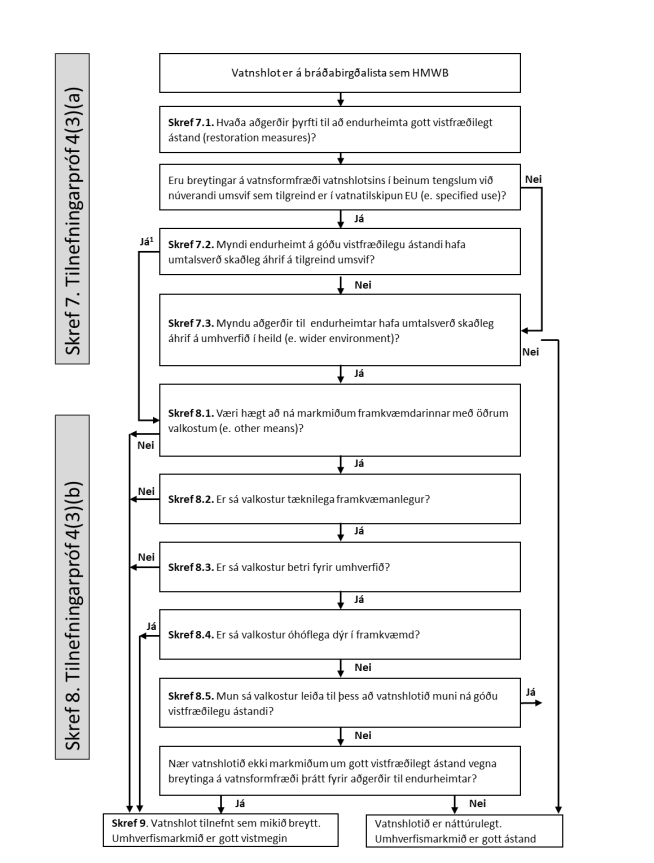 Skref 7. Tilnefningarpróf 4(3)(a)
Vatnshlot er á bráðabirgðalista sem HMWB
Skref 7.1. Hvaða aðgerðir þyrfti til að endurheimta gott vistfræðilegt
ástand (restoration measures)?
Eru breytingar á vatnsformfræði vatnshlotsins í beinum tengslum við
núverandi umsvif sem tilgreind er í vatnatilskipun EU (e. specified use)?
Nei
Já
Já¹
Skref 7.2. Myndi endurheimt á góðu vistfræðilegu ástandi hafa
umtalsverð skaðleg áhrif á tilgreind umsvif?
Nei
Skref 7.3. Myndu aðgerðir til endurheimtar hafa umtalsverð skaðleg
áhrif á umhverfið í heild (e. wider environment)?
Nei
Já
Skref 8. Tilnefningarpróf 4(3)(b)
Skref 8.1. Væri hægt að ná markmiðum framkvæmdarinnar með öðrum
valkostum (e. other means)?
Nei
Já
Nei
Skref 8.2. Er sá valkostur tæknilega framkvæmanlegur?
Já
Nei
Skref 8.3. Er sá valkostur betri fyrir umhverfið?
Já
Já
Skref 8.4. Er sá valkostur óhóflega dýr í framkvæmd?
Nei
Skref 8.5. Mun sá valkostur leiða til þess að vatnshlotið muni ná góðu
vistfræðilegu ástandi?
Já
Nei
Nær vatnshlotið ekki markmiðum um gott vistfræðilegt ástand vegna
breytinga á vatnsformfræði þrátt fyrir aðgerðir til endurheimtar?
Já
Nei
Skref 9. Vatnshlot tilnefnt sem mikið breytt.
Umhverfismarkmið er gott vistmegin
Vatnshlotið er náttúrulegt.
Umhverfismarkmið er gott ástand